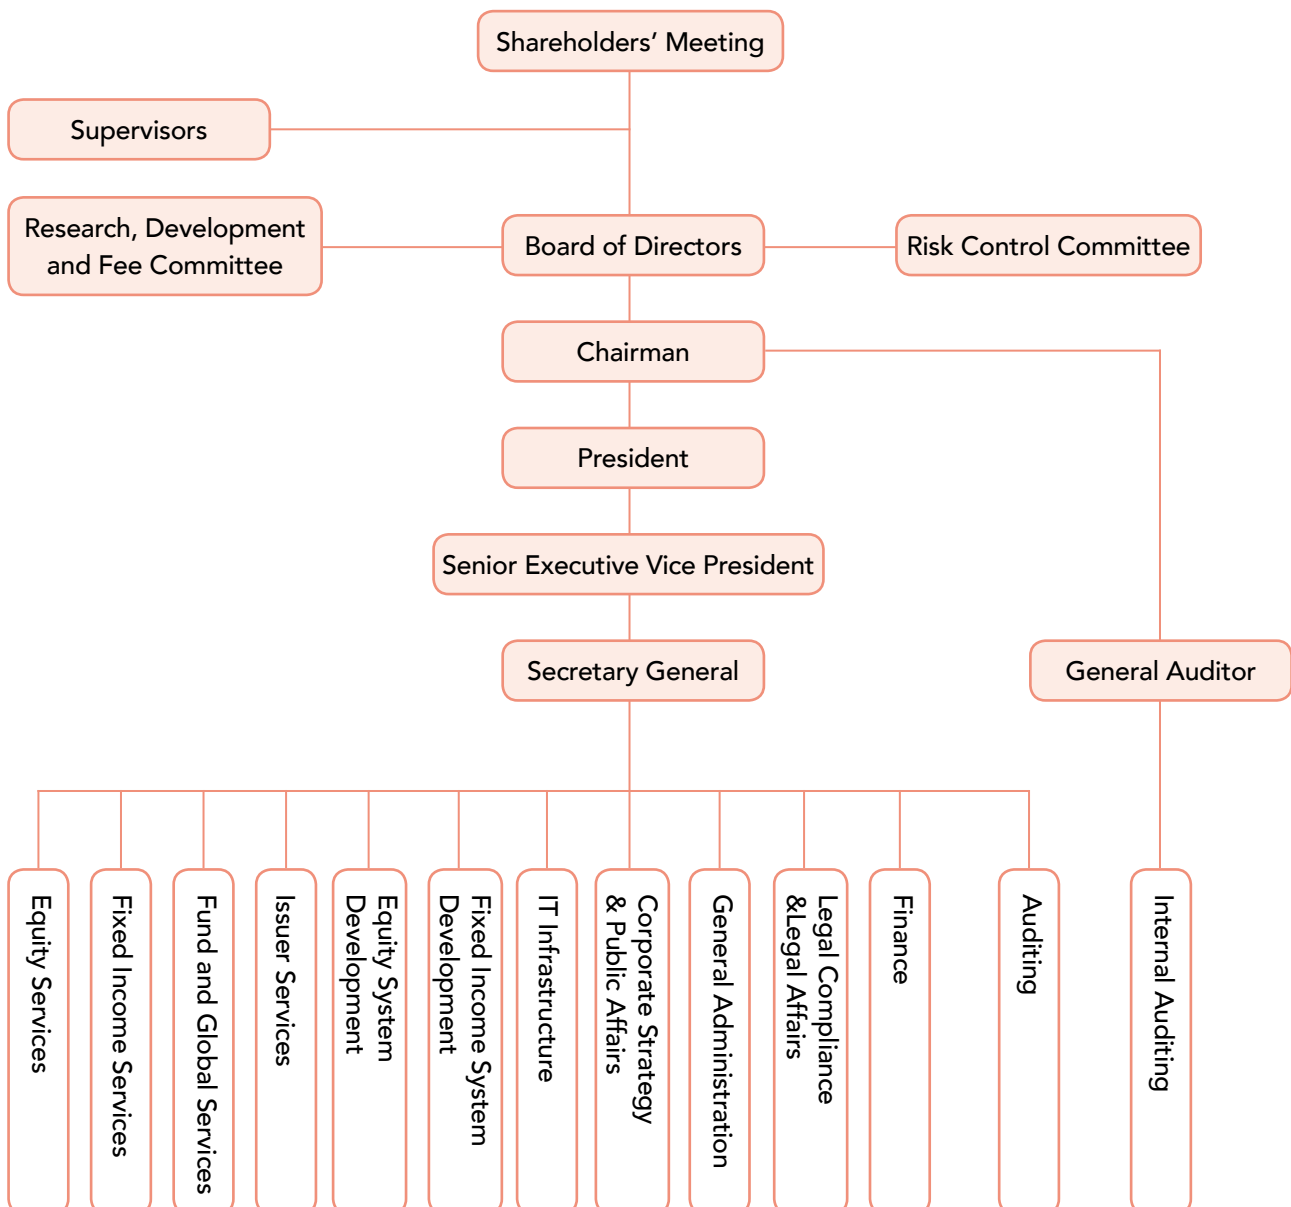 Shareholders’ Meeting
Supervisors
Research, Development
and Fee Committee
Board of Directors
Risk Control Committee
Chairman
President
Senior Executive Vice President
Secretary General
General Auditor
Equity Services
Fixed Income Services
Fund and Global Services
Issuer Services
Equity System
Development
Fixed Income System
Development
IT Infrastructure
Corporate Strategy
& Public Affairs
General Administration
Legal Compliance
&Legal Affairs
Finance
Auditing
Internal Auditing